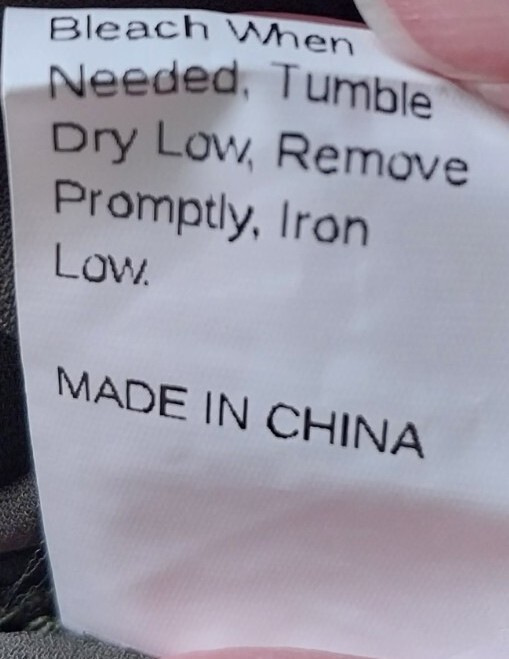 Bleach When
Needed, Tumble
Dry Low, Remove
Promptly, Iron
Low.
MADE IN CHINA